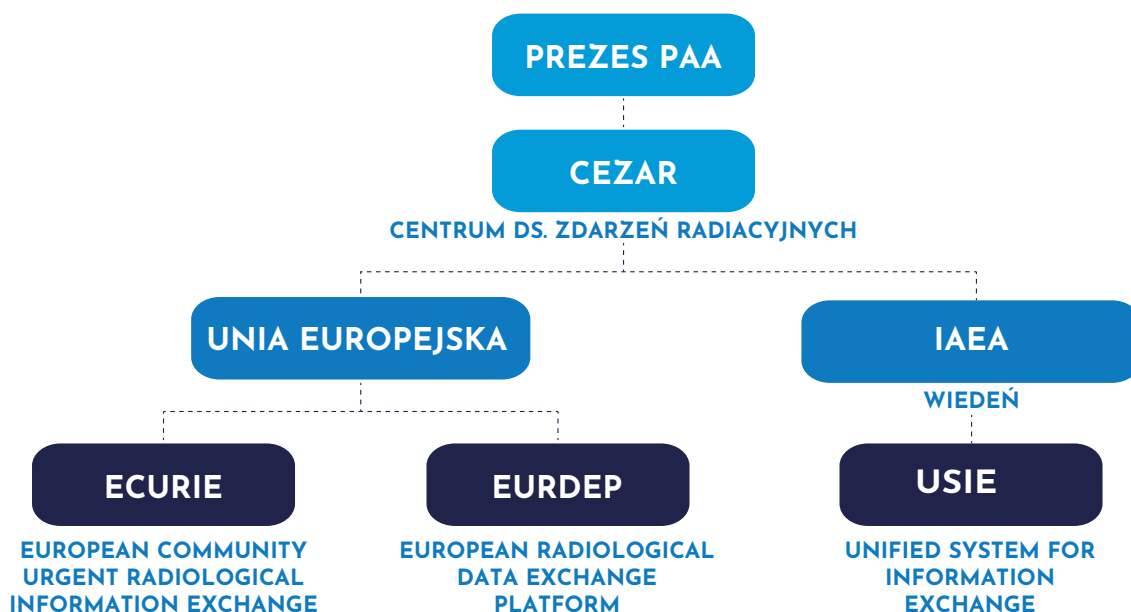 PREZES PAA
CEZAR
CENTRUM DS. ZDARZEŃ RADIACYJNYCH
UNIA EUROPEJSKA
IAEA
WIEDEŃ
ECURIE
EURDEP
USIE
EUROPEAN COMMUNITY
URGENT RADIOLOGICAL
INFORMATION EXCHANGE
EUROPEAN RADIOLOGICAL
DATA EXCHANGE
PLATFORM
UNIFIED SYSTEM FOR
INFORMATION
EXCHANGE